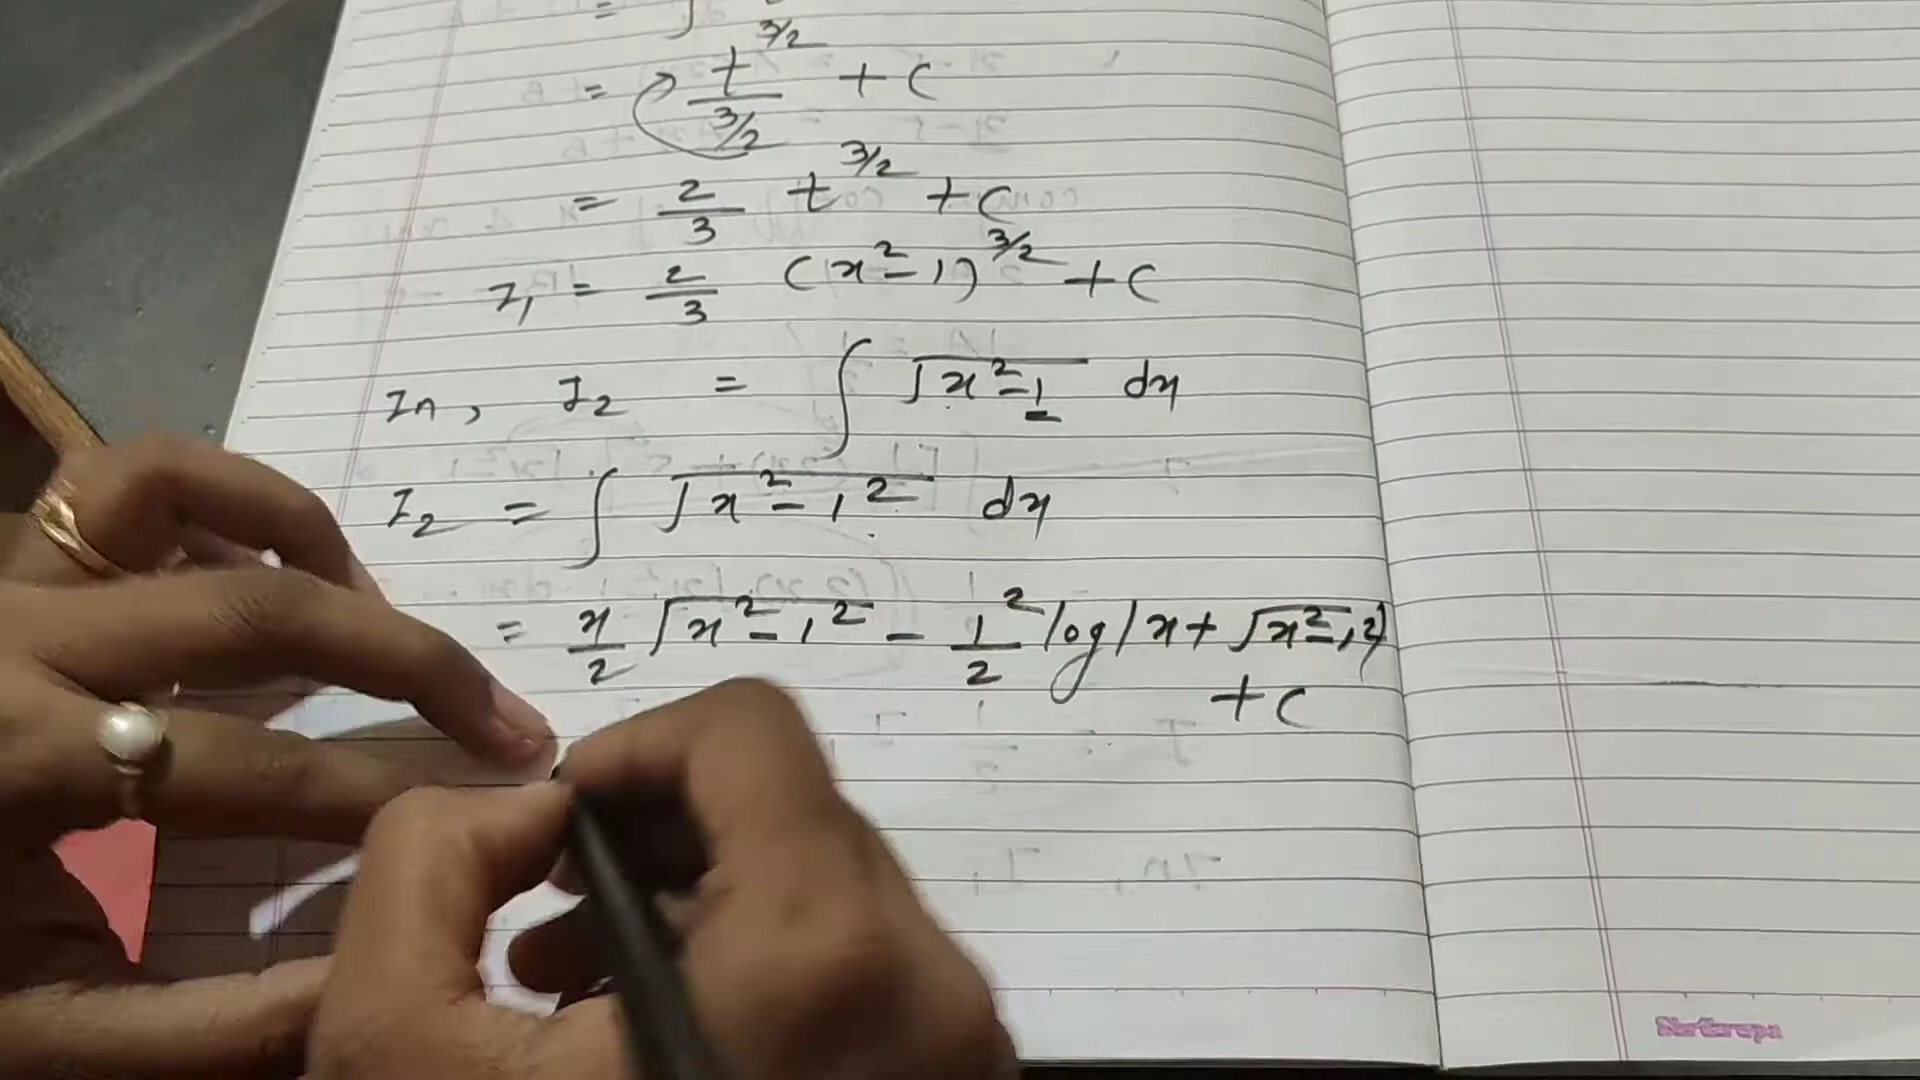 = ∫
= t^3/2 / 3/2 + C
= 2/3 t^3/2 + C
I₁ = 2/3 (x² - 1)^3/2 + C
In, I₂ = ∫ √x² - 1 dx
I₂ = ∫ √x² - 1² dx
= x/2 √x² - 1² - 1²/2 log|x + √x² - 1²|
+ C